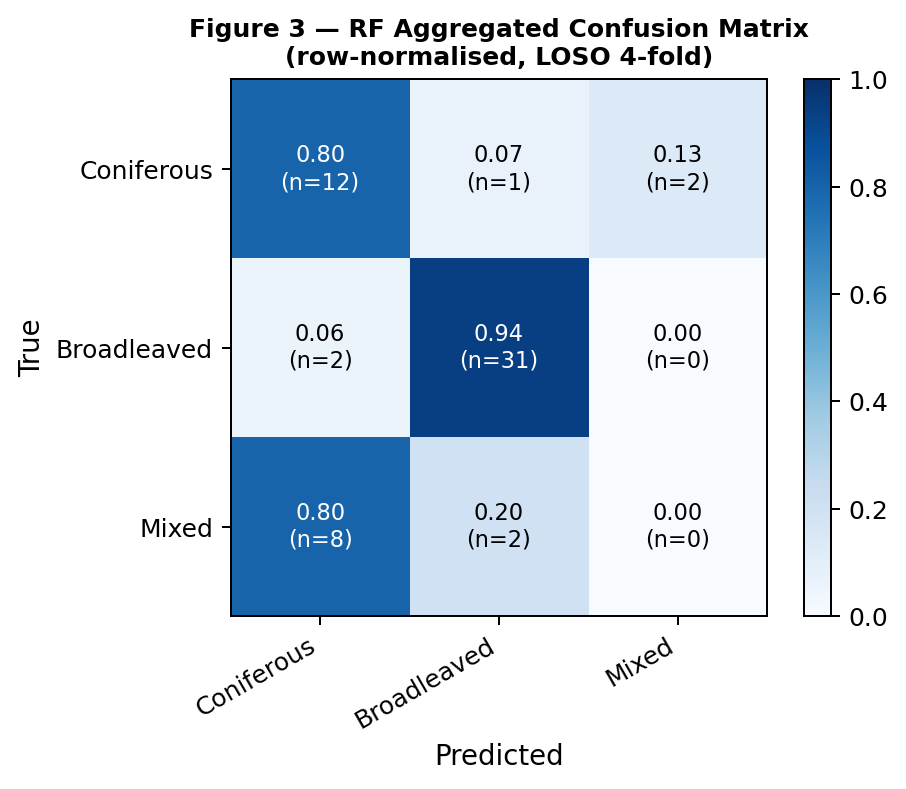 Figure 3 — RF Aggregated Confusion Matrix
(row-normalised, LOSO 4-fold)
True
Coniferous
0.80
(n=12)
0.07
(n=1)
0.13
(n=2)
Broadleaved
0.06
(n=2)
0.94
(n=31)
0.00
(n=0)
Mixed
0.80
(n=8)
0.20
(n=2)
0.00
(n=0)
Coniferous
Broadleaved
Mixed
Predicted
1.0
0.8
0.6
0.4
0.2
0.0